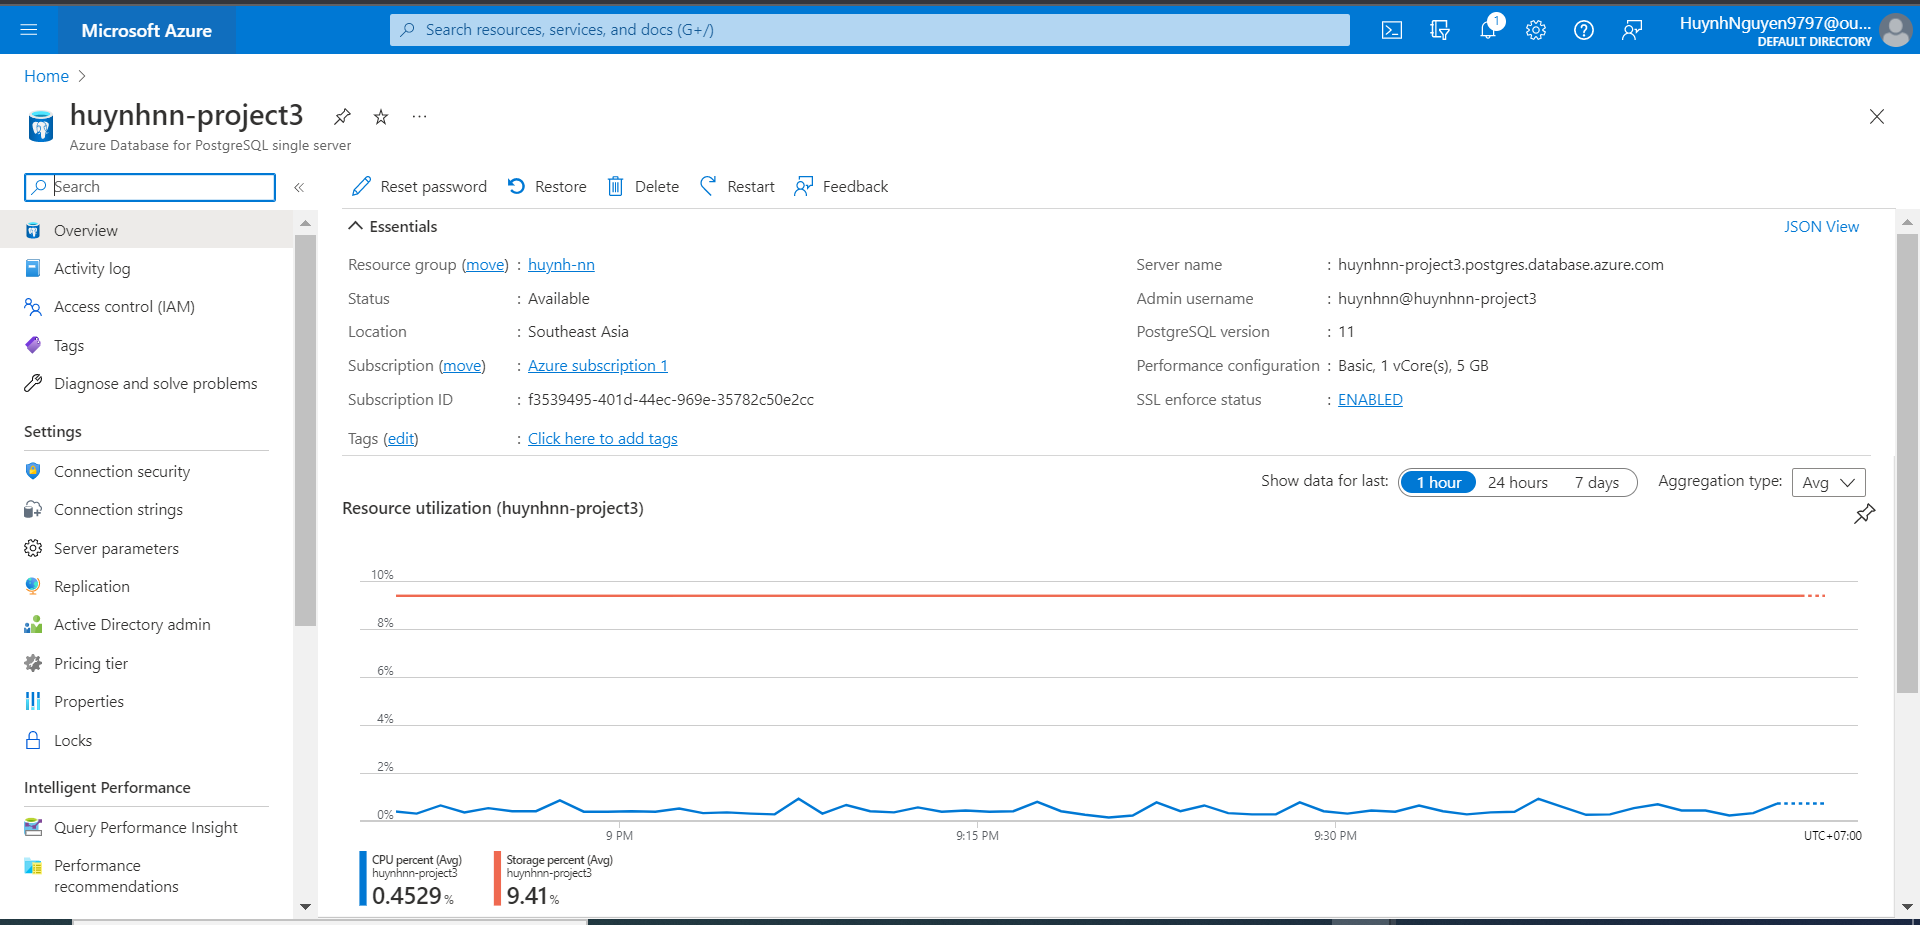 Microsoft Azure
Search resources, services, and docs (G+/)
1
HuynhNguyen9797@ou...
DEFAULT DIRECTORY
Home
huynhnn-project3
Azure Database for PostgreSQL single server
Search
Reset password
Restore
Delete
Restart
Feedback
Overview
Activity log
Access control (IAM)
Tags
Diagnose and solve problems
Settings
Connection security
Connection strings
Server parameters
Replication
Active Directory admin
Pricing tier
Properties
Locks
Intelligent Performance
Query Performance Insight
Performance
recommendations
Essentials
JSON View
Resource group (move) : huynh-nn
Status : Available
Location : Southeast Asia
Subscription (move) : Azure subscription 1
Subscription ID : f3539495-401d-44ec-969e-35782c50e2cc
Tags (edit) : Click here to add tags
Server name : huynhnn-project3.postgres.database.azure.com
Admin username : huynhnn@huynhnn-project3
PostgreSQL version : 11
Performance configuration : Basic, 1 vCore(s), 5 GB
SSL enforce status : ENABLED
Show data for last: 1 hour 24 hours 7 days Aggregation type: Avg
Resource utilization (huynhnn-project3)
10%
8%
6%
4%
2%
0%
9 PM 9:15 PM 9:30 PM UTC+07:00
CPU percent (Avg)
huynhnn-project3
0.4529 %
Storage percent (Avg)
huynhnn-project3
9.41 %